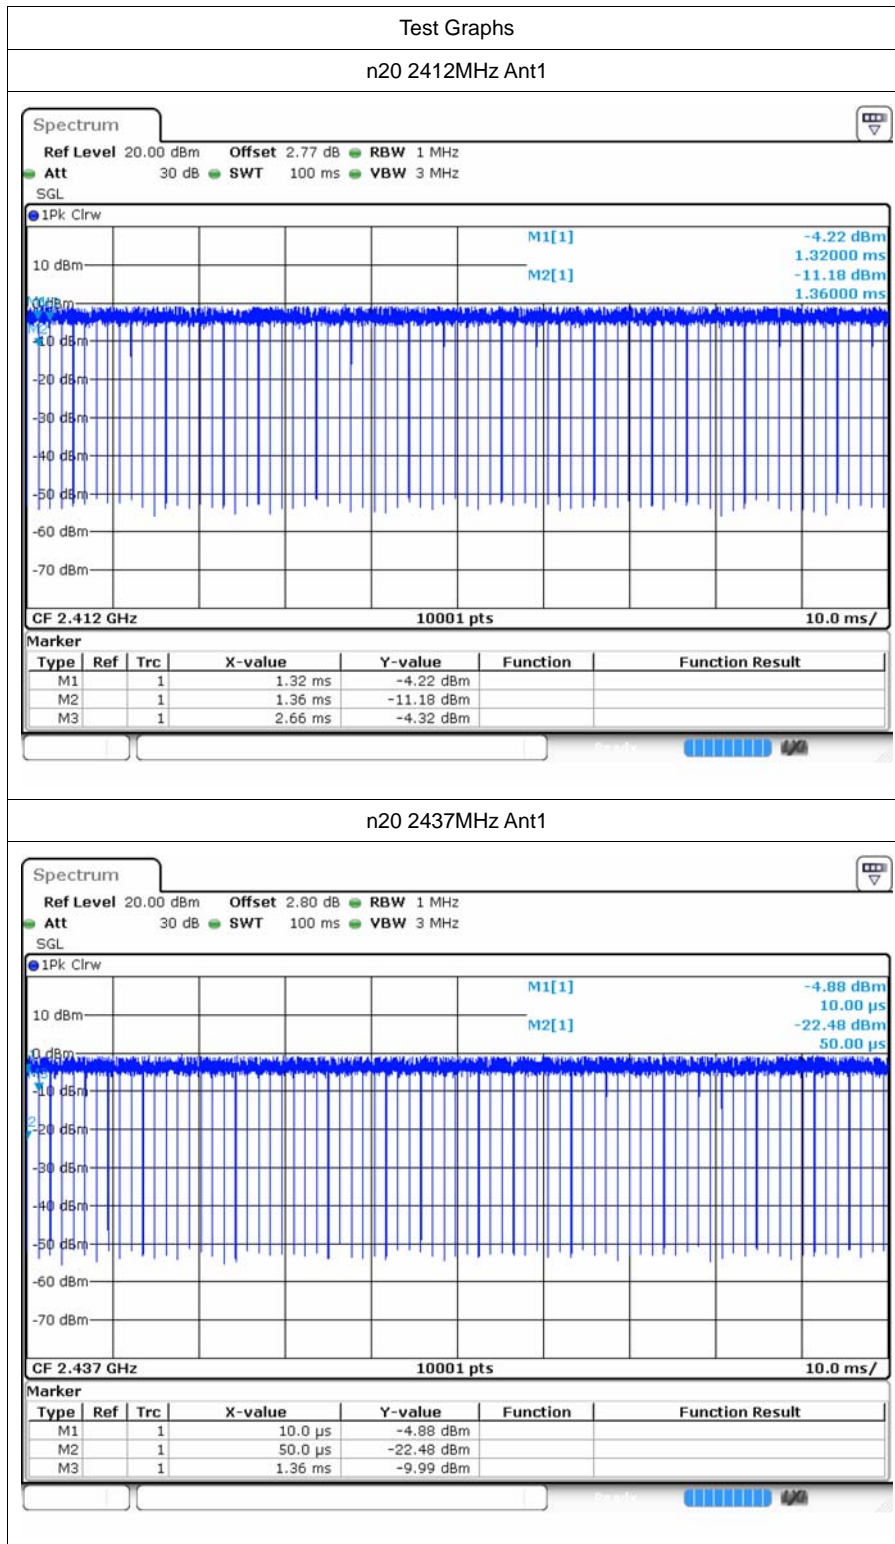 Test Graphs
n20 2412MHz Ant1
Spectrum
Ref Level 20.00 dBm Offset 2.77 dB RBW 1 MHz
Att 30 dB SWT 100 ms VBW 3 MHz
SGL
1Pk Clrw
M1[1] -4.22 dBm
1.32000 ms
10 dBm
M2[1] -11.18 dBm
1.36000 ms
0 dBm
M2
-10 dBm
-20 dBm
-30 dBm
-40 dBm
-50 dBm
-60 dBm
-70 dBm
CF 2.412 GHz 10001 pts 10.0 ms/
Marker
Type Ref Trc X-value Y-value Function Function Result
M1 1 1.32 ms -4.22 dBm
M2 1 1.36 ms -11.18 dBm
M3 1 2.66 ms -4.32 dBm
Ready
n20 2437MHz Ant1
Spectrum
Ref Level 20.00 dBm Offset 2.80 dB RBW 1 MHz
Att 30 dB SWT 100 ms VBW 3 MHz
SGL
1Pk Clrw
M1[1] -4.88 dBm
10.00 µs
10 dBm
M2[1] -22.48 dBm
50.00 µs
0 dBm
-10 dBm
-20 dBm
-30 dBm
-40 dBm
-50 dBm
-60 dBm
-70 dBm
CF 2.437 GHz 10001 pts 10.0 ms/
Marker
Type Ref Trc X-value Y-value Function Function Result
M1 1 10.0 µs -4.88 dBm
M2 1 50.0 µs -22.48 dBm
M3 1 1.36 ms -9.99 dBm
Ready